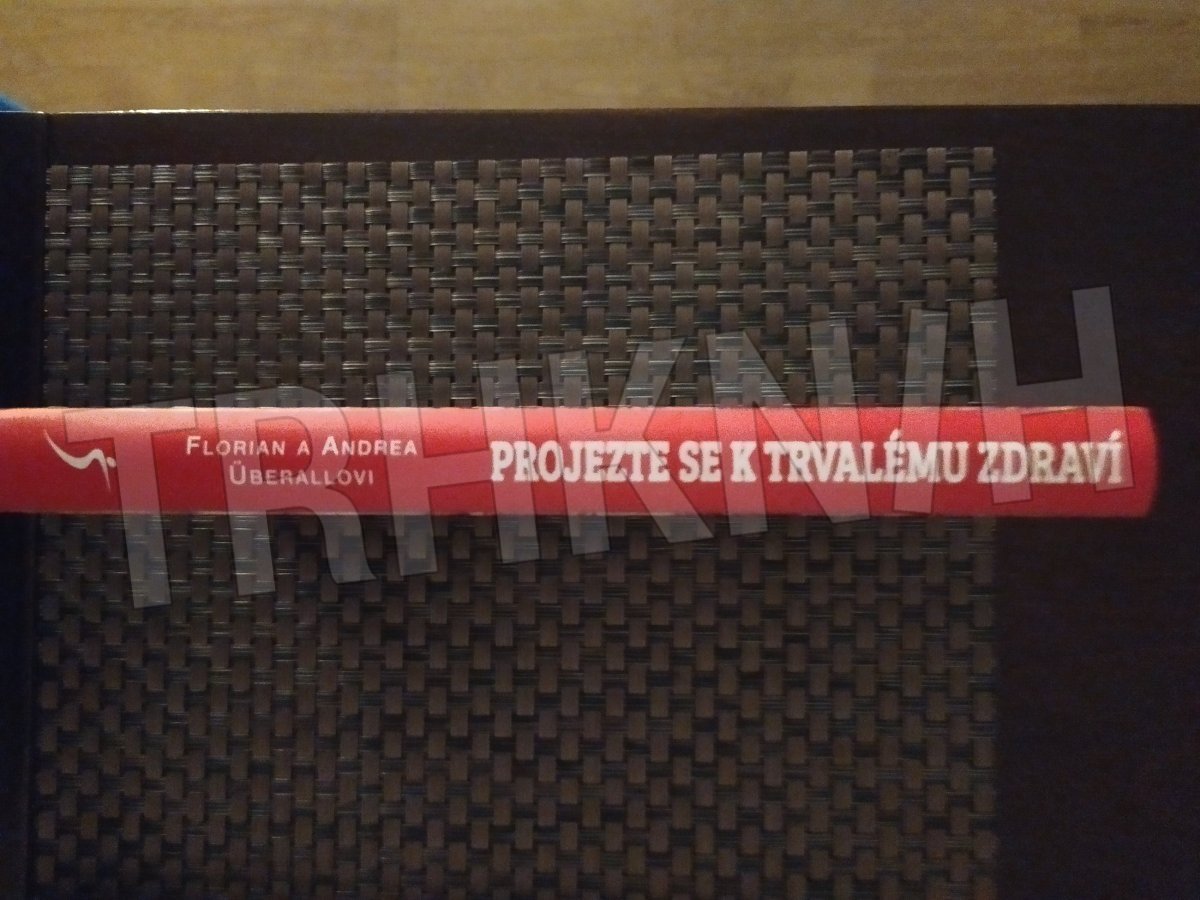 FLORIAN A ANDREA
ÜBERALLOVI
PROJEZTE SE K TRVALÉMU ZDRAVÍ
TRHKNIH